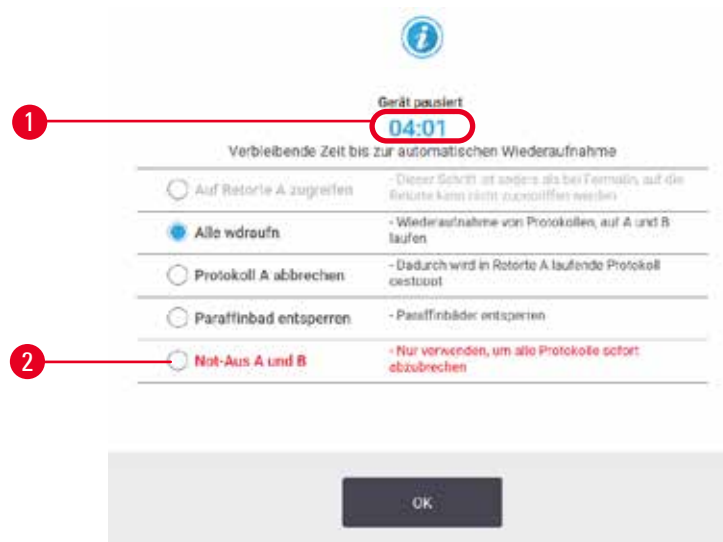 i
Gerät pausiert
1
04:01
Verbleibende Zeit bis zur automatischen Wiederaufnahme
Auf Retorte A zugreifen
- Dieser Schritt ist anders als bei Formalin, auf die
Retorte kann nicht zugegriffen werden
Alle wdraufn
- Wiederaufnahme von Protokollen, auf A und B
laufen
Protokoll A abbrechen
- Dadurch wird in Retorte A laufende Protokoll
gestoppt
Paraffinbad entsperren
- Paraffinbäder entsperren
2
Not-Aus A und B
- Nur verwenden, um alle Protokolle sofort
abzubrechen
OK